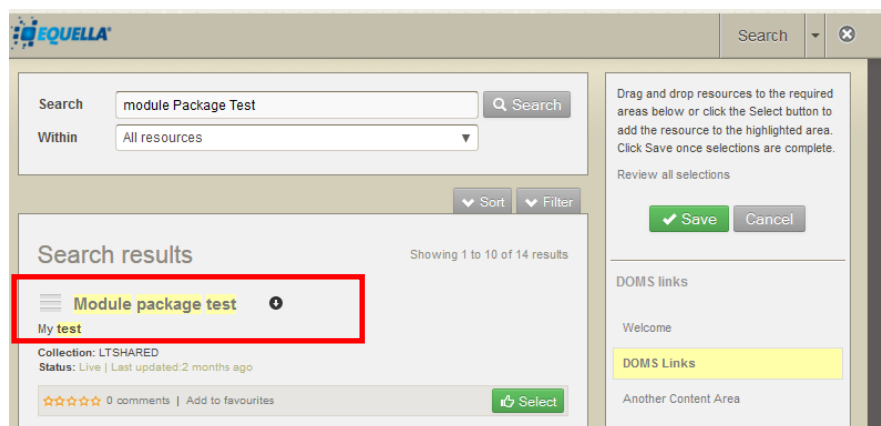 EQUELLA
Search
Search module Package Test Search
Within All resources
Sort Filter
Search results Showing 1 to 10 of 14 results
Module package test
My test
Collection: LTSHARED
Status: Live | Last updated:2 months ago
0 comments | Add to favourites Select
Drag and drop resources to the required
areas below or click the Select button to
add the resource to the highlighted area.
Click Save once selections are complete.
Review all selections
Save Cancel
DOMS links
Welcome
DOMS Links
Another Content Area